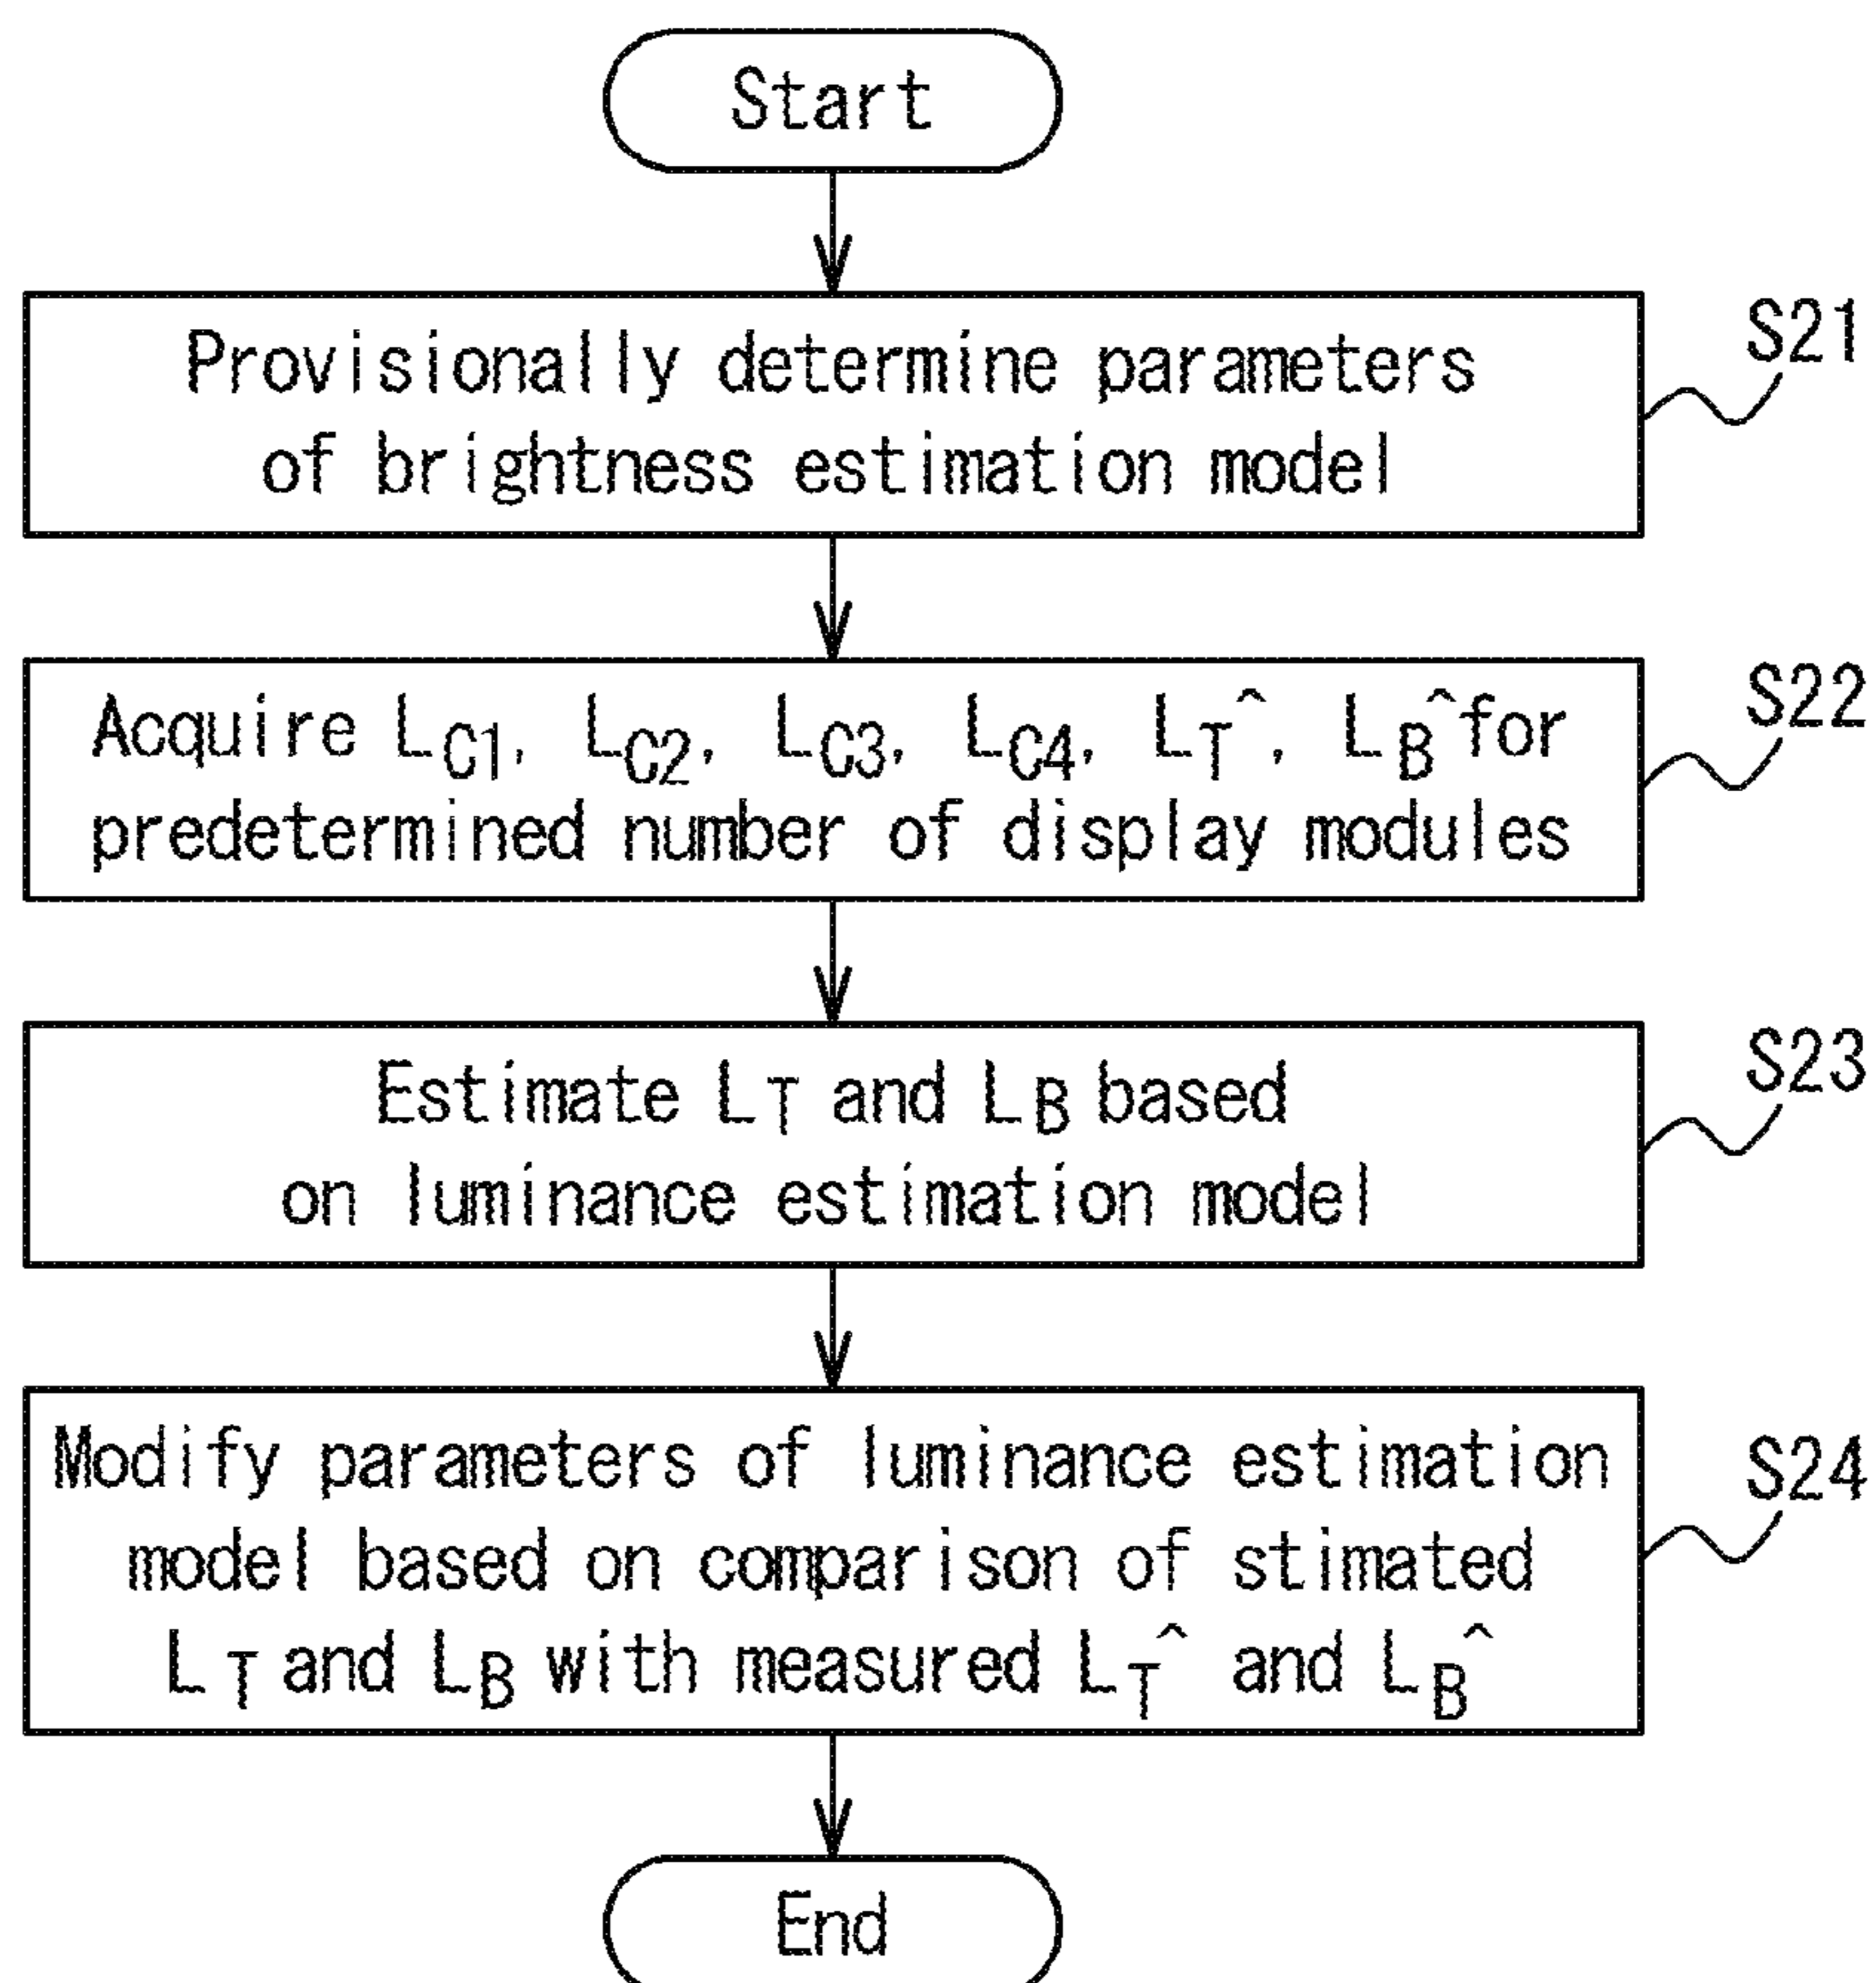 Start
Provisionally determine parameters
of brightness estimation model
S21
Acquire LC1, LC2, LC3, LC4, LT^, LB^ for
predetermined number of display modules
S22
Estimate LT and LB based
on luminance estimation model
S23
Modify parameters of luminance estimation
model based on comparison of stimated
LT and LB with measured LT^ and LB^
S24
End